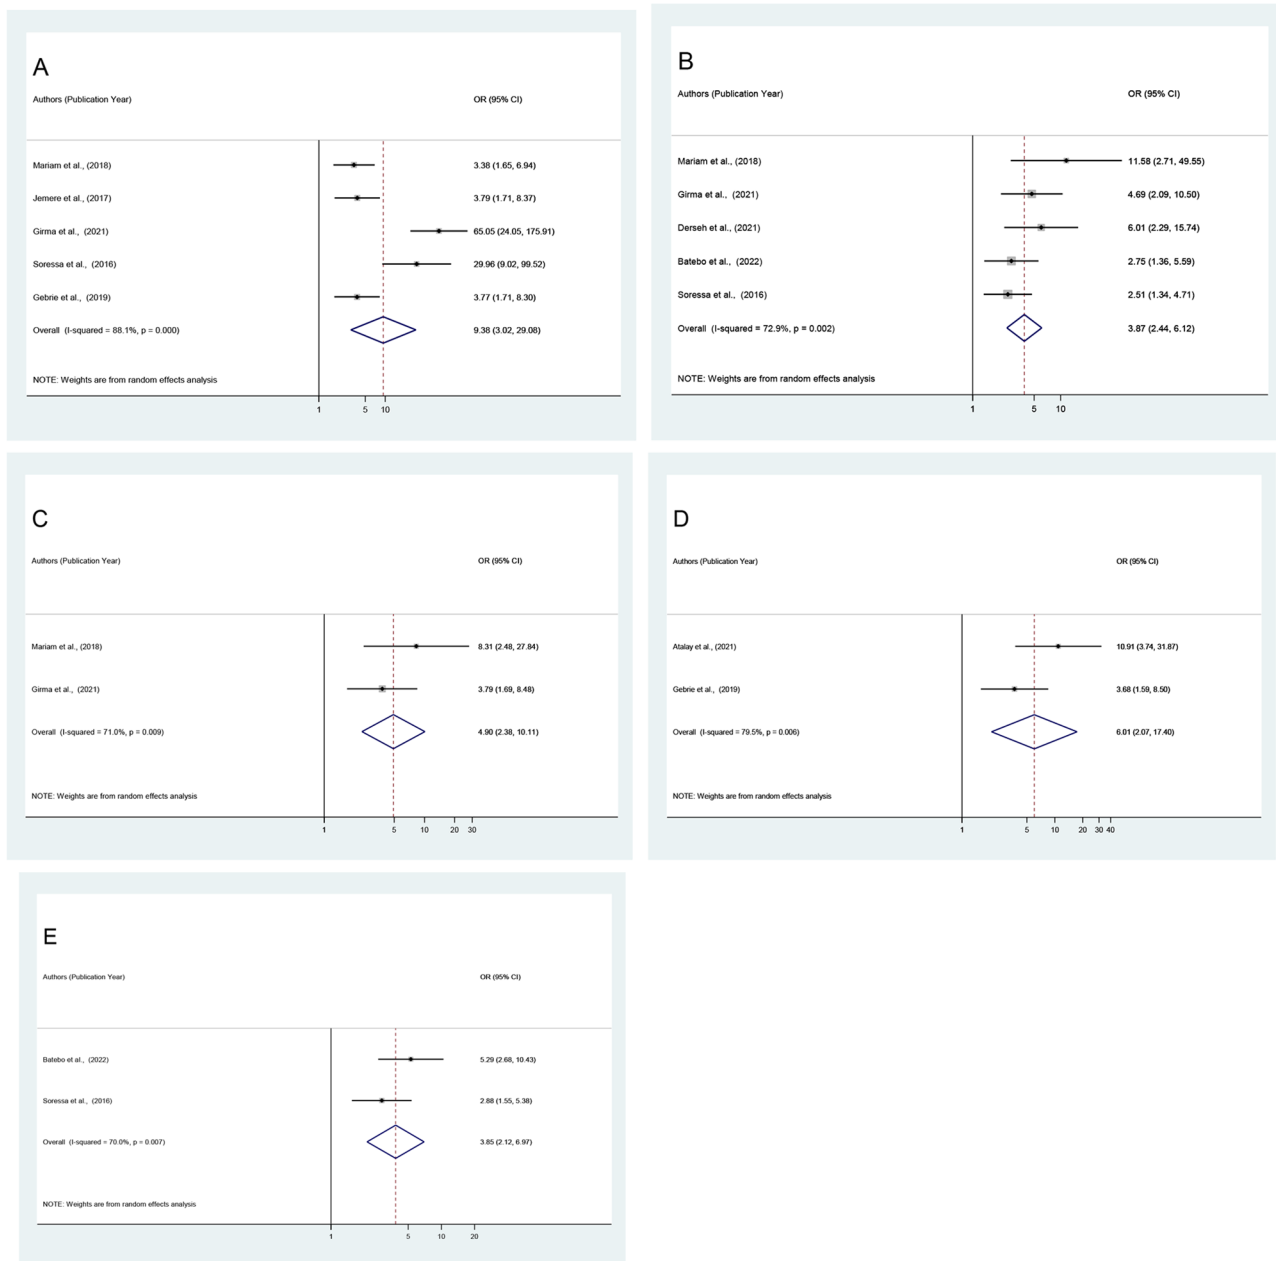 A
Authors (Publication Year) OR (95% CI)
Mariam et al., (2018) 3.38 (1.65, 6.94)
Jemere et al., (2017) 3.79 (1.71, 8.37)
Girma et al., (2021) 65.05 (24.05, 175.91)
Soressa et al., (2016) 29.96 (9.02, 99.52)
Gebrie et al., (2019) 3.77 (1.71, 8.30)
Overall (I-squared = 88.1%, p = 0.000) 9.38 (3.02, 29.08)
NOTE: Weights are from random effects analysis
1 5 10
B
Authors (Publication Year) OR (95% CI)
Mariam et al., (2018) 11.58 (2.71, 49.55)
Girma et al., (2021) 4.69 (2.09, 10.50)
Derseh et al., (2021) 6.01 (2.29, 15.74)
Batebo et al., (2022) 2.75 (1.36, 5.59)
Soressa et al., (2016) 2.51 (1.34, 4.71)
Overall (I-squared = 72.9%, p = 0.002) 3.87 (2.44, 6.12)
NOTE: Weights are from random effects analysis
1 5 10
C
Authors (Publication Year) OR (95% CI)
Mariam et al., (2018) 8.31 (2.48, 27.84)
Girma et al., (2021) 3.79 (1.69, 8.48)
Overall (I-squared = 71.0%, p = 0.009) 4.90 (2.38, 10.11)
NOTE: Weights are from random effects analysis
1 5 10 20 30
D
Authors (Publication Year) OR (95% CI)
Atalay et al., (2021) 10.91 (3.74, 31.87)
Gebrie et al., (2019) 3.68 (1.59, 8.50)
Overall (I-squared = 79.5%, p = 0.006) 6.01 (2.07, 17.40)
NOTE: Weights are from random effects analysis
1 5 10 20 30 40
E
Authors (Publication Year) OR (95% CI)
Batebo et al., (2022) 5.29 (2.68, 10.43)
Soressa et al., (2016) 2.88 (1.55, 5.38)
Overall (I-squared = 70.0%, p = 0.007) 3.85 (2.12, 6.97)
NOTE: Weights are from random effects analysis
1 5 10 20